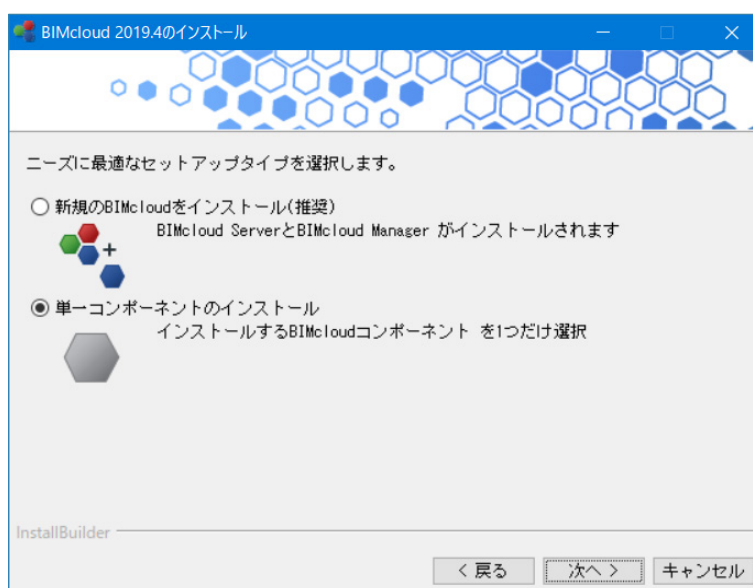 BIMcloud 2019.4のインストール
ニーズに最適なセットアップタイプを選択します。
新規のBIMcloudをインストール(推奨)
BIMcloud ServerとBIMcloud Manager がインストールされます
単一コンポーネントのインストール
インストールするBIMcloudコンポーネント を1つだけ選択
InstallBuilder
< 戻る 次へ > キャンセル